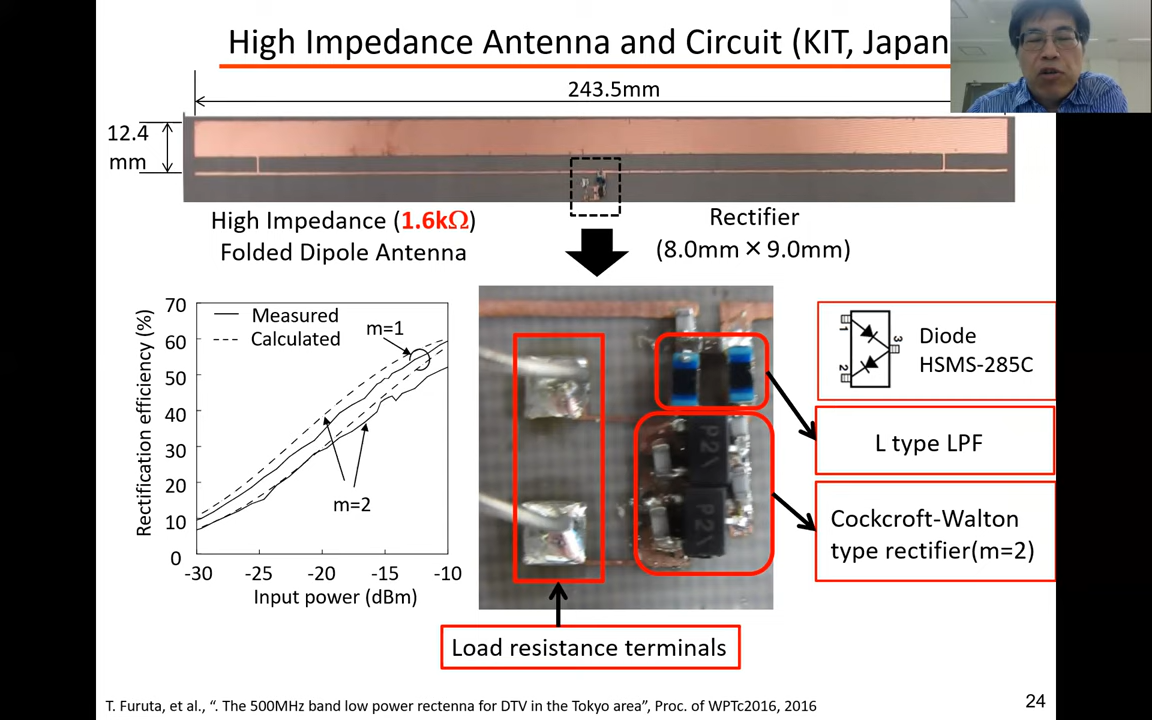 High Impedance Antenna and Circuit (KIT, Japan
243.5mm
12.4
mm
High Impedance (1.6kΩ)
Folded Dipole Antenna
Rectifier
(8.0mm × 9.0mm)
Rectification efficiency (%)
70
60
50
40
30
20
10
0
Measured
Calculated
m=1
m=2
-30
-25
-20
-15
-10
Input power (dBm)
P2
P2
1
2
3
Diode
HSMS-285C
L type LPF
Cockcroft-Walton
type rectifier(m=2)
Load resistance terminals
T. Furuta, et al., “. The 500MHz band low power rectenna for DTV in the Tokyo area”, Proc. of WPTc2016, 2016
24